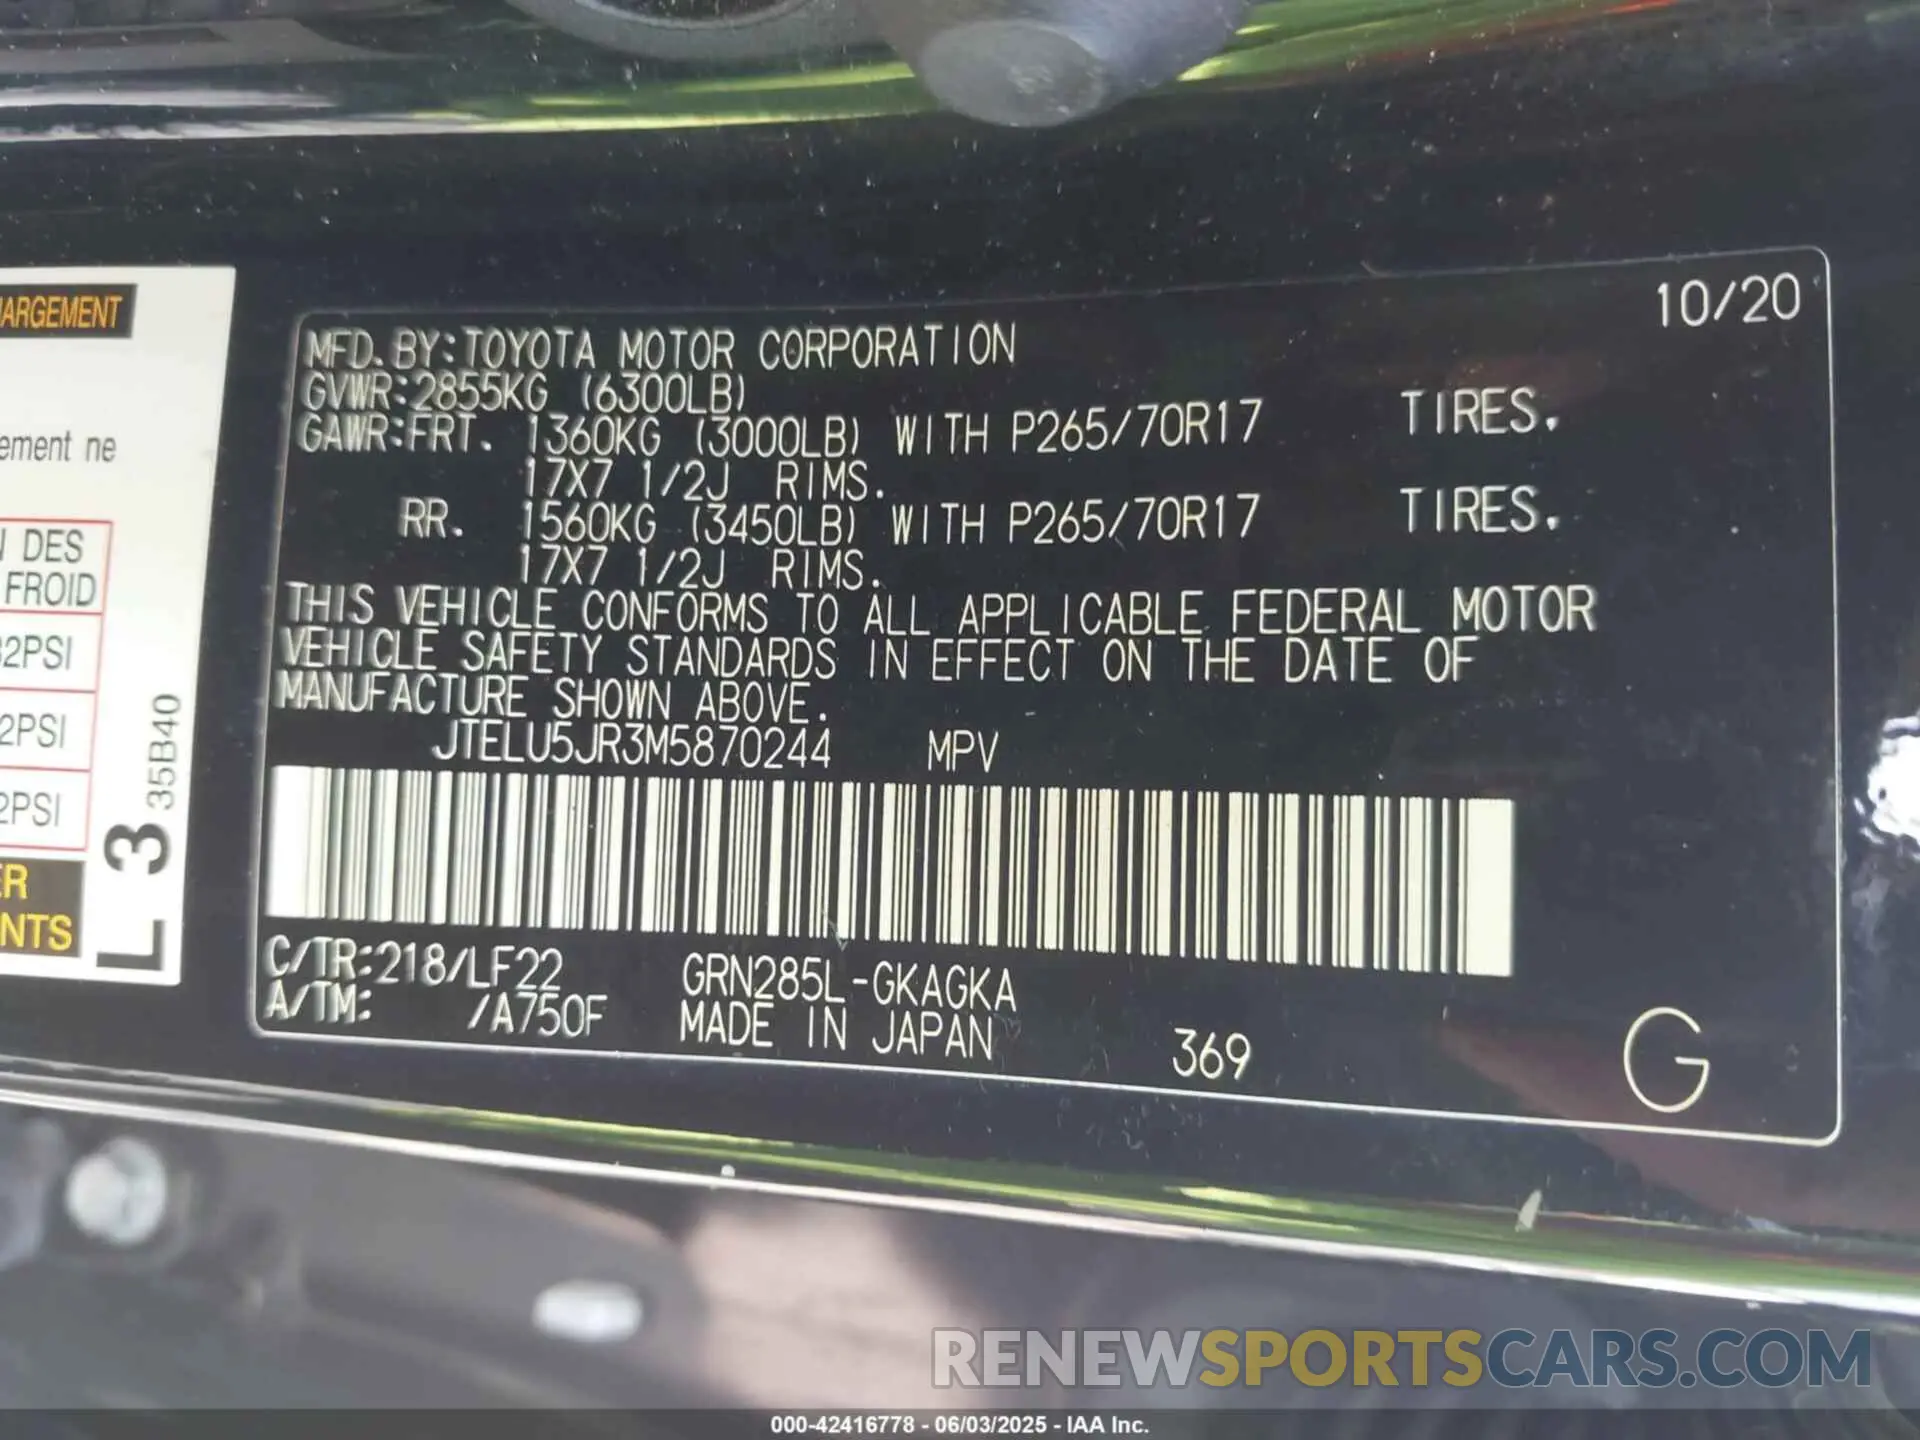 10/20
MFD. BY:TOYOTA MOTOR CORPORATION
GVWR:2855KG (6300LB)
GAWR:FRT. 1360KG (3000LB) WITH P265/70R17 TIRES.
17X7 1/2J RIMS.
RR. 1560KG (3450LB) WITH P265/70R17 TIRES.
17X7 1/2J RIMS.
THIS VEHICLE CONFORMS TO ALL APPLICABLE FEDERAL MOTOR
VEHICLE SAFETY STANDARDS IN EFFECT ON THE DATE OF
MANUFACTURE SHOWN ABOVE.
JTELU5JR3M5870244 MPV
C/TR:218/LF22 GRN285L-GKAGKA
A/TM: /A750F MADE IN JAPAN 369 G
ARGEMENT
ement ne
N DES
FROID
32PSI
2PSI
2PSI
ER
NTS
L 3 35B40
RENEWSPORTSCARS.COM
000-42416778 - 06/03/2025 - IAA Inc.